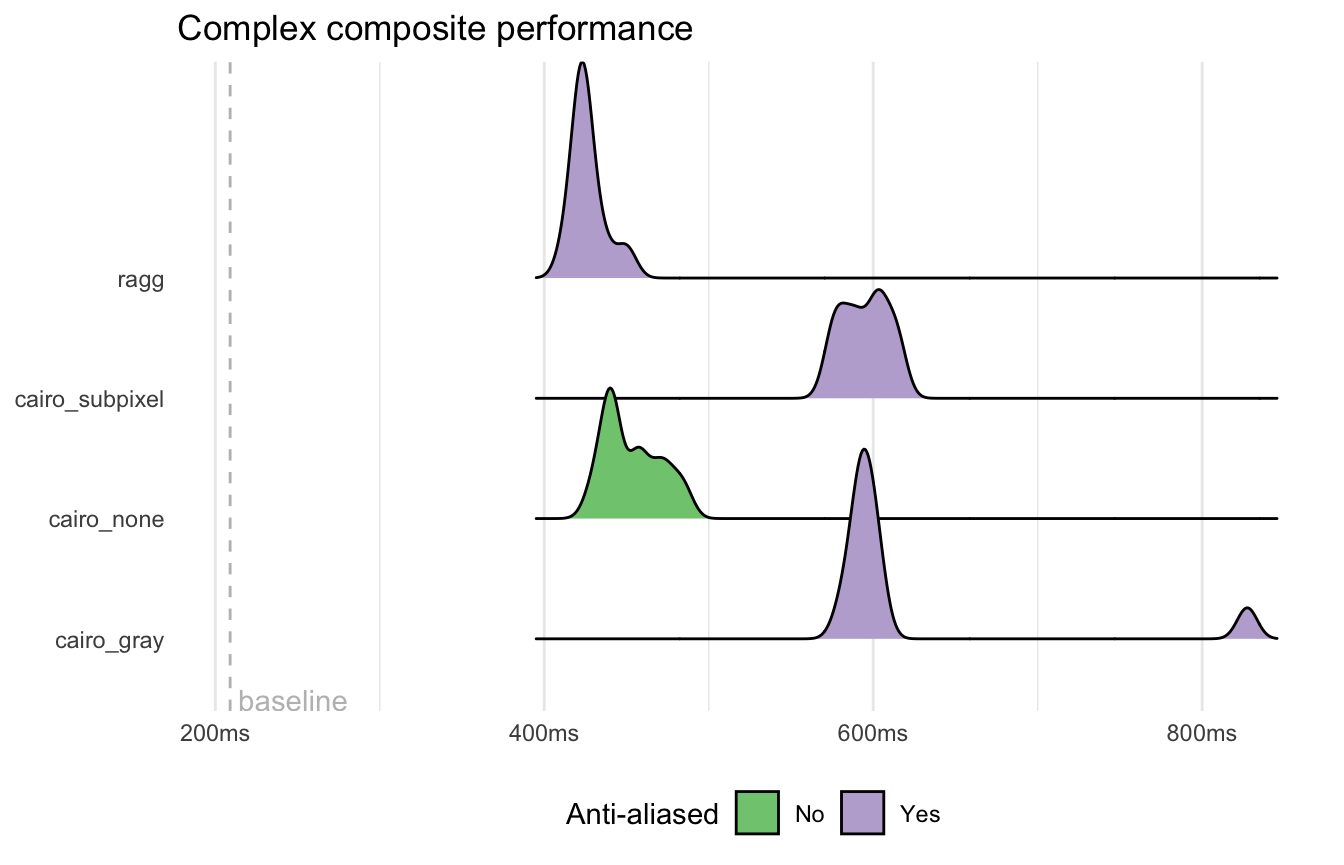 Complex composite performance
ragg
cairo_subpixel
cairo_none
cairo_gray
baseline
200ms 400ms 600ms 800ms
Anti-aliased No Yes